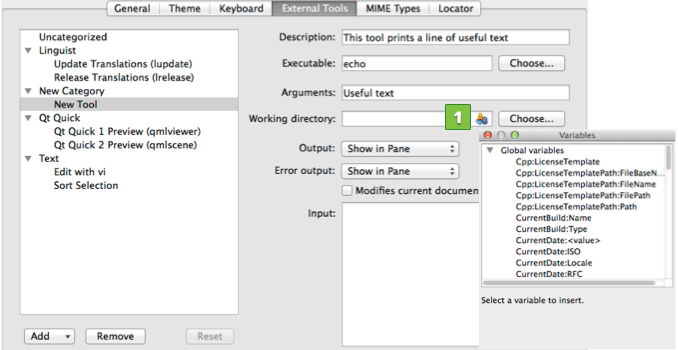 General Theme Keyboard External Tools MIME Types Locator
Uncategorized
Linguist
Update Translations (lupdate)
Release Translations (lrelease)
New Category
New Tool
Qt Quick
Qt Quick 1 Preview (qmlviewer)
Qt Quick 2 Preview (qmlscene)
Text
Edit with vi
Sort Selection
Add Remove Reset
Description: This tool prints a line of useful text
Executable: echo Choose...
Arguments: Useful text
Working directory: 1 Choose...
Output: Show in Pane
Error output: Show in Pane
Modifies current documen
Input:
Variables
Global variables
Cpp:LicenseTemplate
Cpp:LicenseTemplatePath:FileBaseN...
Cpp:LicenseTemplatePath:FileName
Cpp:LicenseTemplatePath:FilePath
Cpp:LicenseTemplatePath:Path
CurrentBuild:Name
CurrentBuild:Type
CurrentDate:<value>
CurrentDate:ISO
CurrentDate:Locale
CurrentDate:RFC
Select a variable to insert.